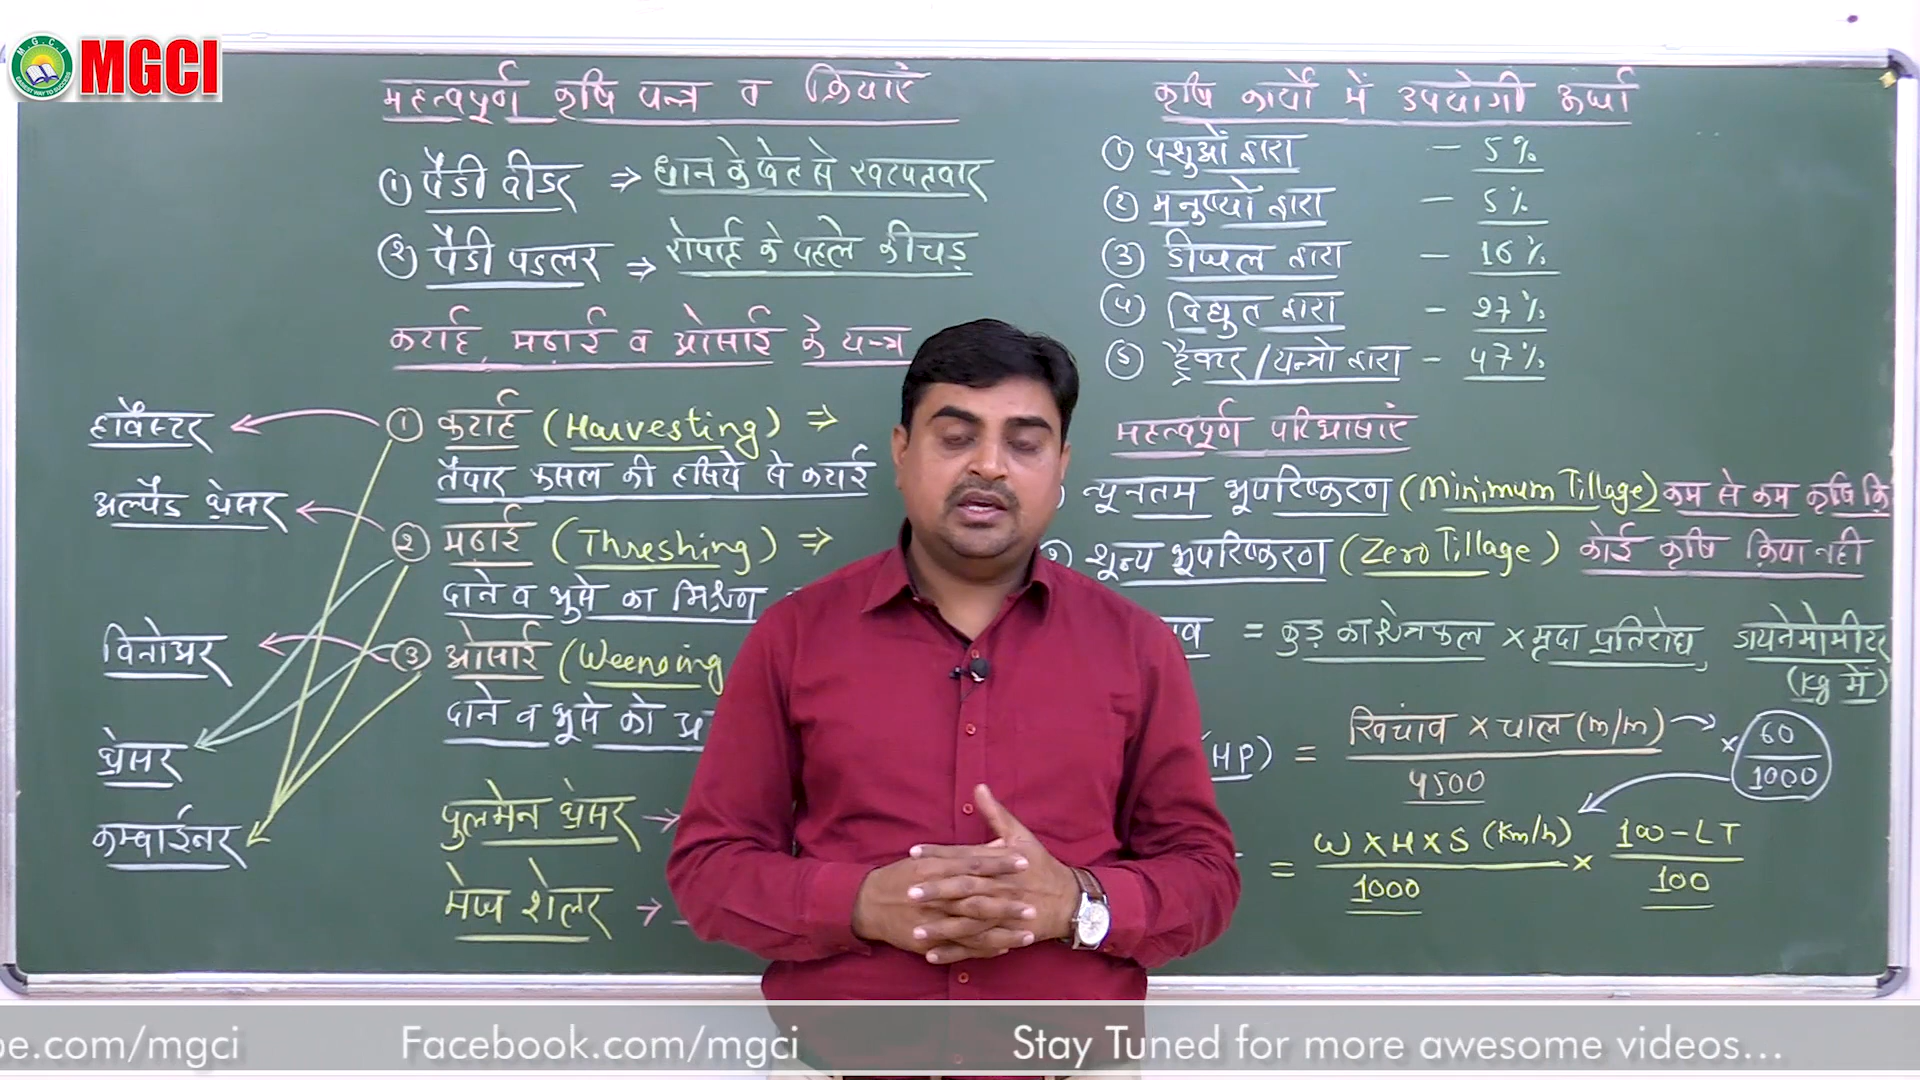 M.G.C.I
MGCI
महत्वपूर्ण कृषि यन्त्र व क्रियाएं
① पैडी वीडर ⇒ धान के खेत से खरपतवार
② पैडी पडलर ⇒ रोपाई के पहले कीचड़
कटाई, मढ़ाई व ओसाई के यन्त्र
हार्वेस्टर
① कटाई (Harvesting) ⇒
तैयार फसल की हसिये से कटाई
अल्पैड थ्रेसर
② मढ़ाई (Threshing) ⇒
दाने व भुसे का मिश्रण
विनोअर
③ ओसाई (Weenoing
दाने व भुसे को अ
थ्रेसर
कम्बाईनर
पुलमेन थ्रेसर →
मेज शेलर →
कृषि कार्यों में उपयोगी ऊर्जा
① पशुओं द्वारा – 5%
② मनुष्यों द्वारा – 5%
③ डीजल द्वारा – 16%
④ विद्युत द्वारा – 27%
⑤ ट्रैक्टर/यन्त्रो द्वारा – 47%
महत्वपूर्ण परिभाषाएं
न्यूनतम भूपरिष्करण (Minimum Tillage) कम से कम कृषि क्रि
शून्य भूपरिष्करण (Zero Tillage) कोई कृषि क्रिया नही
ाव = कुड़ का क्षेत्रफल × मृदा प्रतिरोध, डायनेमोमीटर
(Kg में)
(HP) = खिंचाव × चाल (m/m) → × 60
4500 1000
= W × H × S (Km/h) × 100 - LT
1000 100
be.com/mgci Facebook.com/mgci Stay Tuned for more awesome videos...